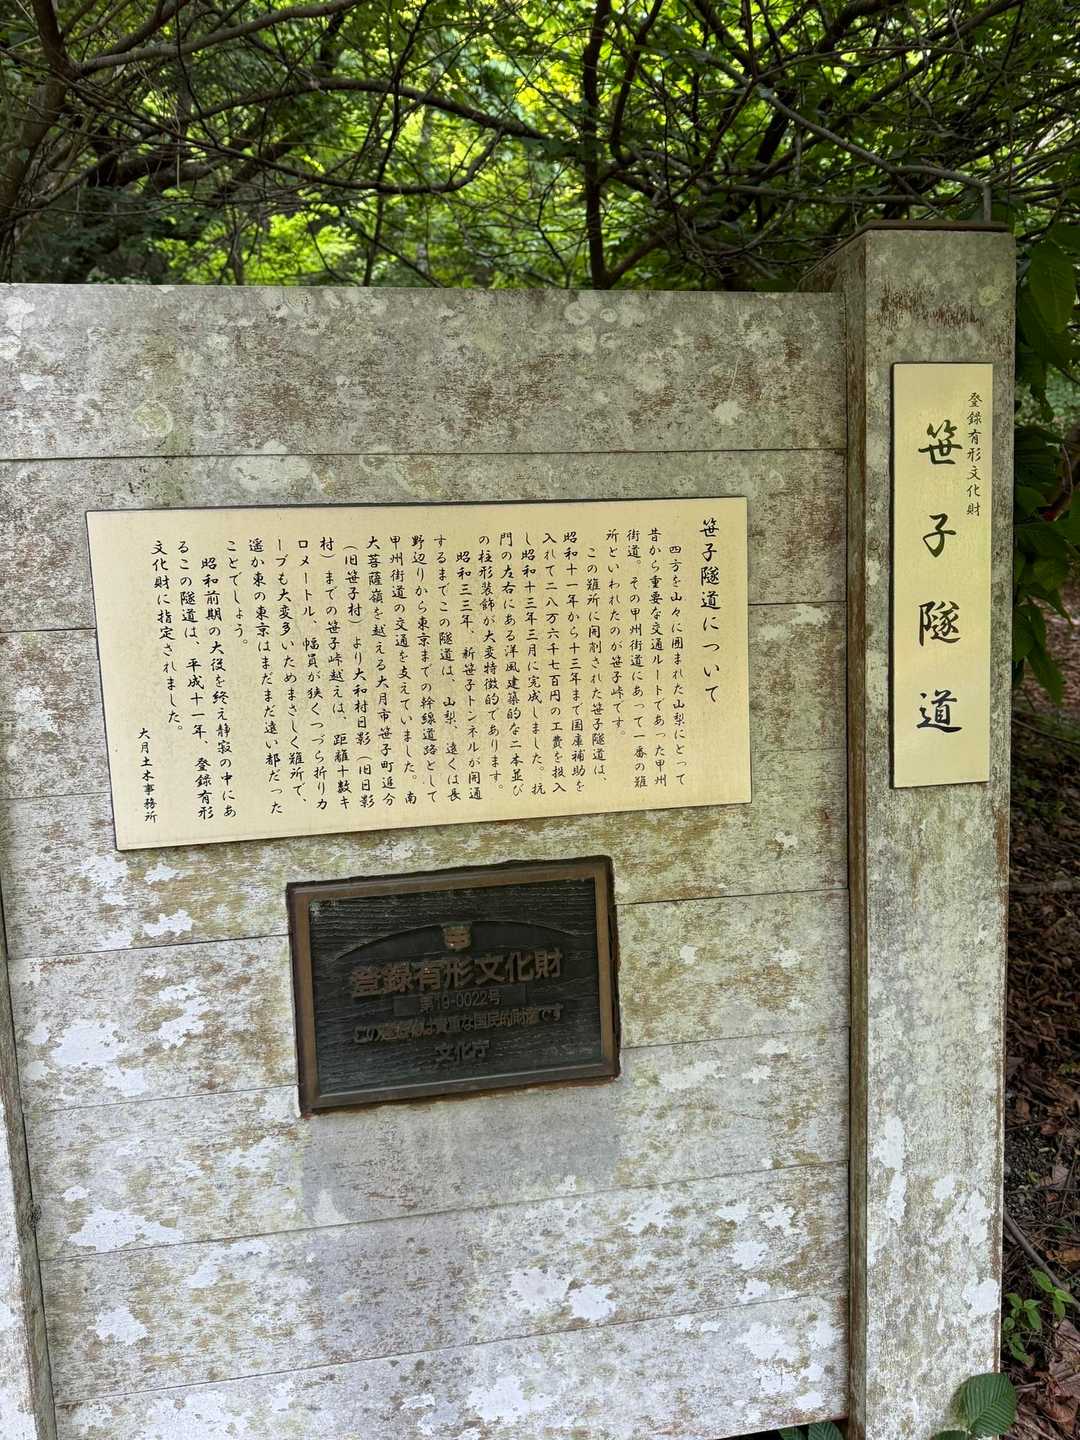 登録有形文化財
笹子隧道
笹子隧道について
四方を山々に囲まれた山梨にとって
昔から重要な交通ルートであった甲州
街道。その甲州街道にあって一番の難
所といわれたのが笹子峠です。
この難所に開削された笹子隧道は、
昭和十一年から十三年まで国庫補助を
入れて二八万六千七百円の工費を投入
し昭和十三年三月に完成しました。抗
門の左右にある洋風建築的な二本並び
の柱形装飾が大変特徴的であります。
昭和三三年、新笹子トンネルが開通
するまでこの隧道は、山梨、遠くは長
野辺りから東京までの幹線道路として
甲州街道の交通を支えていました。南
大菩薩嶺を越える大月市笹子町追分
（旧笹子村）より大和村日影（旧日影
村）までの笹子峠越えは、距離十数キ
ロメートル、幅員が狭くつづら折りカ
ーブも大変多いためまさしく難所で、
遥か東の東京はまだまだ遠い都だった
ことでしょう。
昭和前期の大役を終え静寂の中にあ
るこの隧道は、平成十一年、登録有形
文化財に指定されました。
大月土木事務所
登録有形文化財
第19-0022号
この建造物は貴重な国民的財産です
文化庁